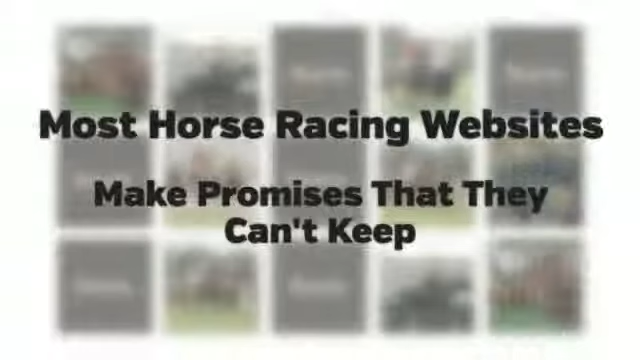 Most Horse Racing Websites
Make Promises That They
Can't Keep